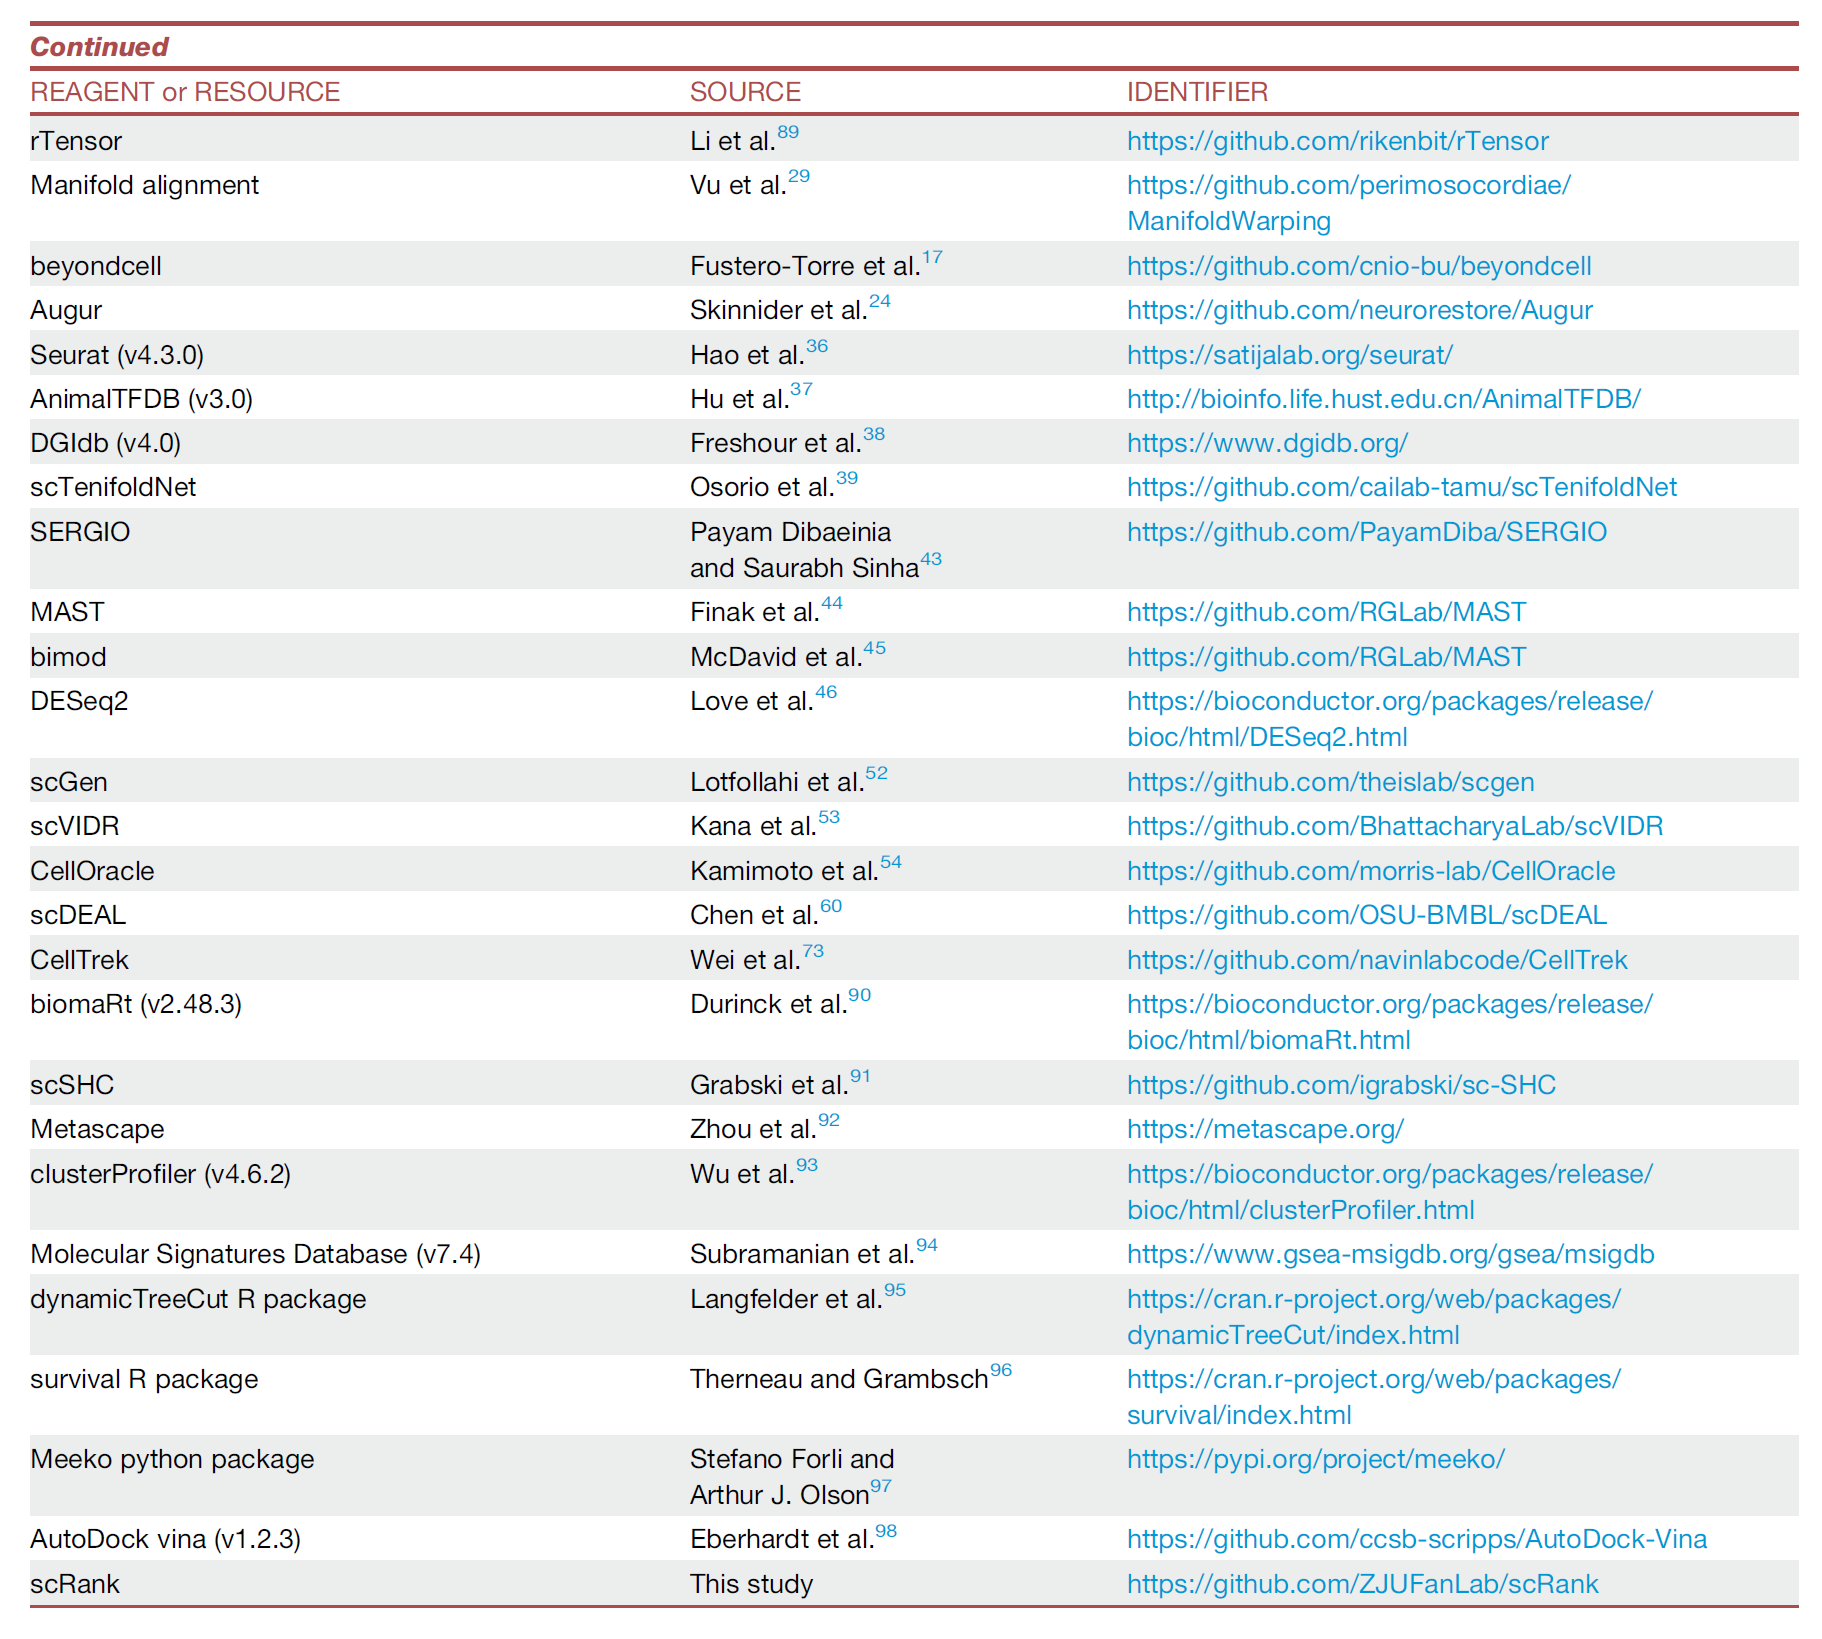 Continued
REAGENT or RESOURCE SOURCE IDENTIFIER
rTensor Li et al.89 https://github.com/rikenbit/rTensor
Manifold alignment Vu et al.29 https://github.com/perimosocordiae/
ManifoldWarping
beyondcell Fustero-Torre et al.17 https://github.com/cnio-bu/beyondcell
Augur Skinnider et al.24 https://github.com/neurorestore/Augur
Seurat (v4.3.0) Hao et al.36 https://satijalab.org/seurat/
AnimalTFDB (v3.0) Hu et al.37 http://bioinfo.life.hust.edu.cn/AnimalTFDB/
DGIdb (v4.0) Freshour et al.38 https://www.dgidb.org/
scTenifoldNet Osorio et al.39 https://github.com/cailab-tamu/scTenifoldNet
SERGIO Payam Dibaeinia https://github.com/PayamDiba/SERGIO
and Saurabh Sinha43
MAST Finak et al.44 https://github.com/RGLab/MAST
bimod McDavid et al.45 https://github.com/RGLab/MAST
DESeq2 Love et al.46 https://bioconductor.org/packages/release/
bioc/html/DESeq2.html
scGen Lotfollahi et al.52 https://github.com/theislab/scgen
scVIDR Kana et al.53 https://github.com/BhattacharyaLab/scVIDR
CellOracle Kamimoto et al.54 https://github.com/morris-lab/CellOracle
scDEAL Chen et al.60 https://github.com/OSU-BMBL/scDEAL
CellTrek Wei et al.73 https://github.com/navinlabcode/CellTrek
biomaRt (v2.48.3) Durinck et al.90 https://bioconductor.org/packages/release/
bioc/html/biomaRt.html
scSHC Grabski et al.91 https://github.com/igrabski/sc-SHC
Metascape Zhou et al.92 https://metascape.org/
clusterProfiler (v4.6.2) Wu et al.93 https://bioconductor.org/packages/release/
bioc/html/clusterProfiler.html
Molecular Signatures Database (v7.4) Subramanian et al.94 https://www.gsea-msigdb.org/gsea/msigdb
dynamicTreeCut R package Langfelder et al.95 https://cran.r-project.org/web/packages/
dynamicTreeCut/index.html
survival R package Therneau and Grambsch96 https://cran.r-project.org/web/packages/
survival/index.html
Meeko python package Stefano Forli and https://pypi.org/project/meeko/
Arthur J. Olson97
AutoDock vina (v1.2.3) Eberhardt et al.98 https://github.com/ccsb-scripps/AutoDock-Vina
scRank This study https://github.com/ZJUFanLab/scRank